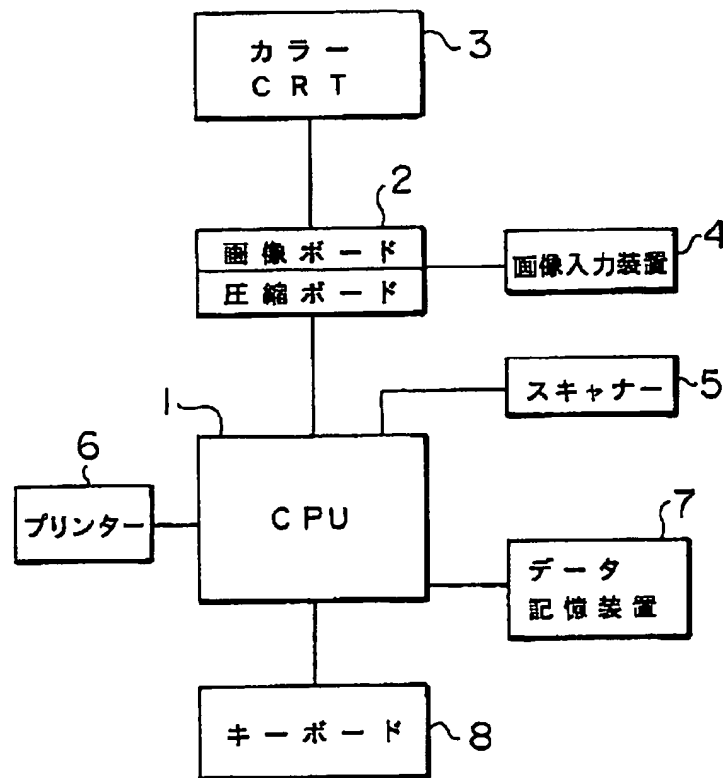 カラー
CRT
3
2
画像ボード
圧縮ボード
画像入力装置
4
スキャナー
5
1
CPU
6
プリンター
7
データ
記憶装置
キーボード
8